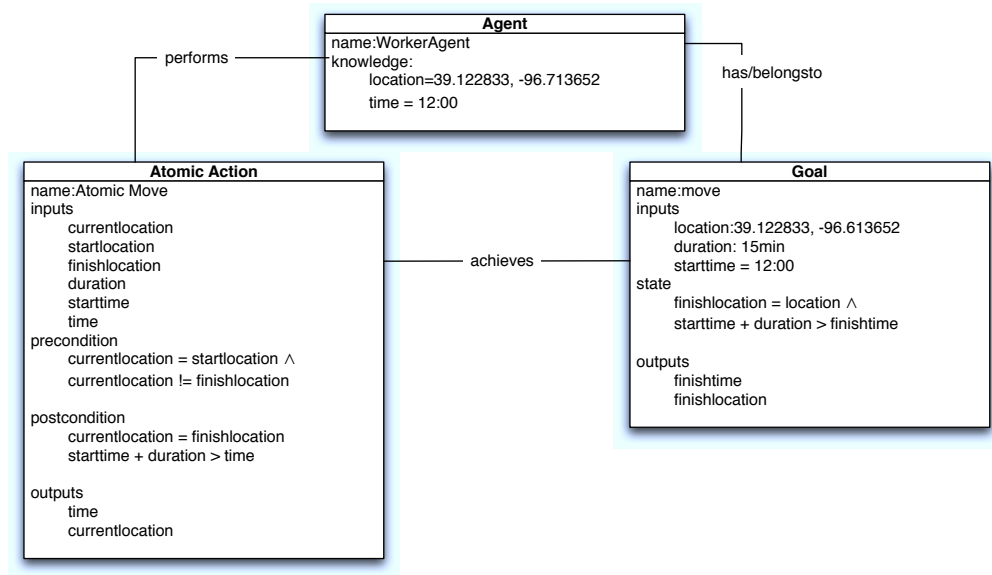 Agent
name:WorkerAgent
knowledge:
location=39.122833, -96.713652
time = 12:00
performs
has/belongsto
Atomic Action
name:Atomic Move
inputs
currentlocation
startlocation
finishlocation
duration
starttime
time
precondition
currentlocation = startlocation ∧
currentlocation != finishlocation
postcondition
currentlocation = finishlocation
starttime + duration > time
outputs
time
currentlocation
achieves
Goal
name:move
inputs
location:39.122833, -96.613652
duration: 15min
starttime = 12:00
state
finishlocation = location ∧
starttime + duration > finishtime
outputs
finishtime
finishlocation